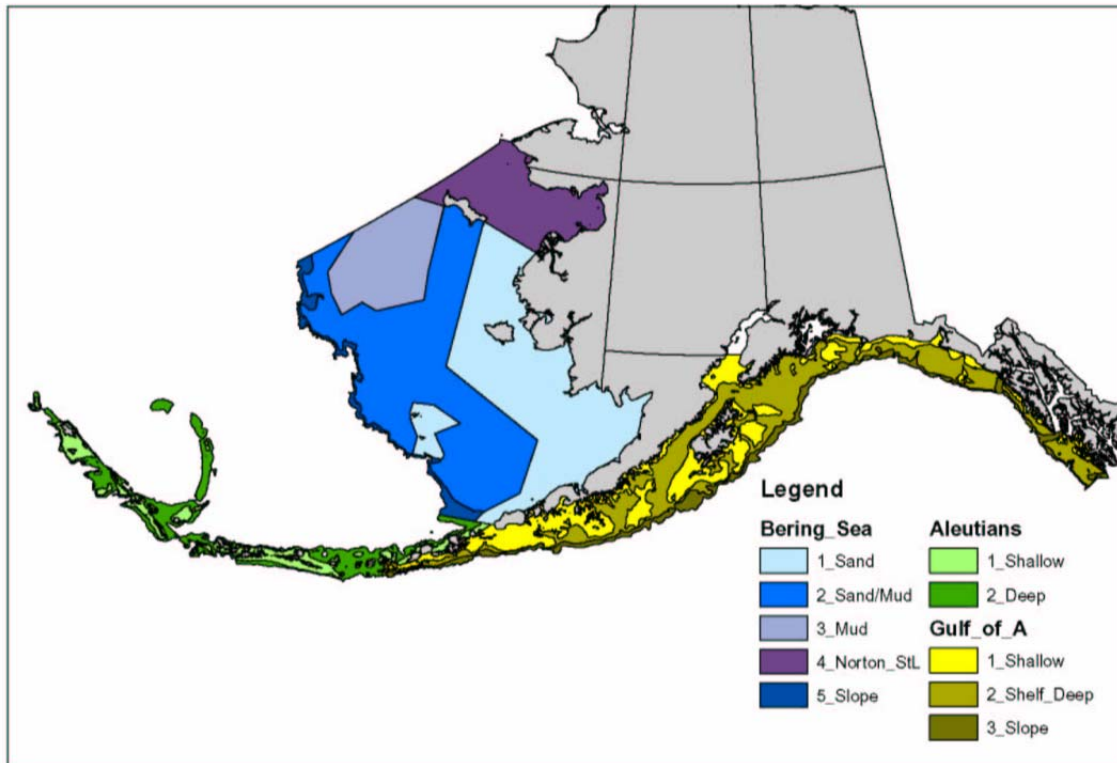 Legend
Bering_Sea
1_Sand
2_Sand/Mud
3_Mud
4_Norton_StL
5_Slope
Aleutians
1_Shallow
2_Deep
Gulf_of_A
1_Shallow
2_Shelf_Deep
3_Slope